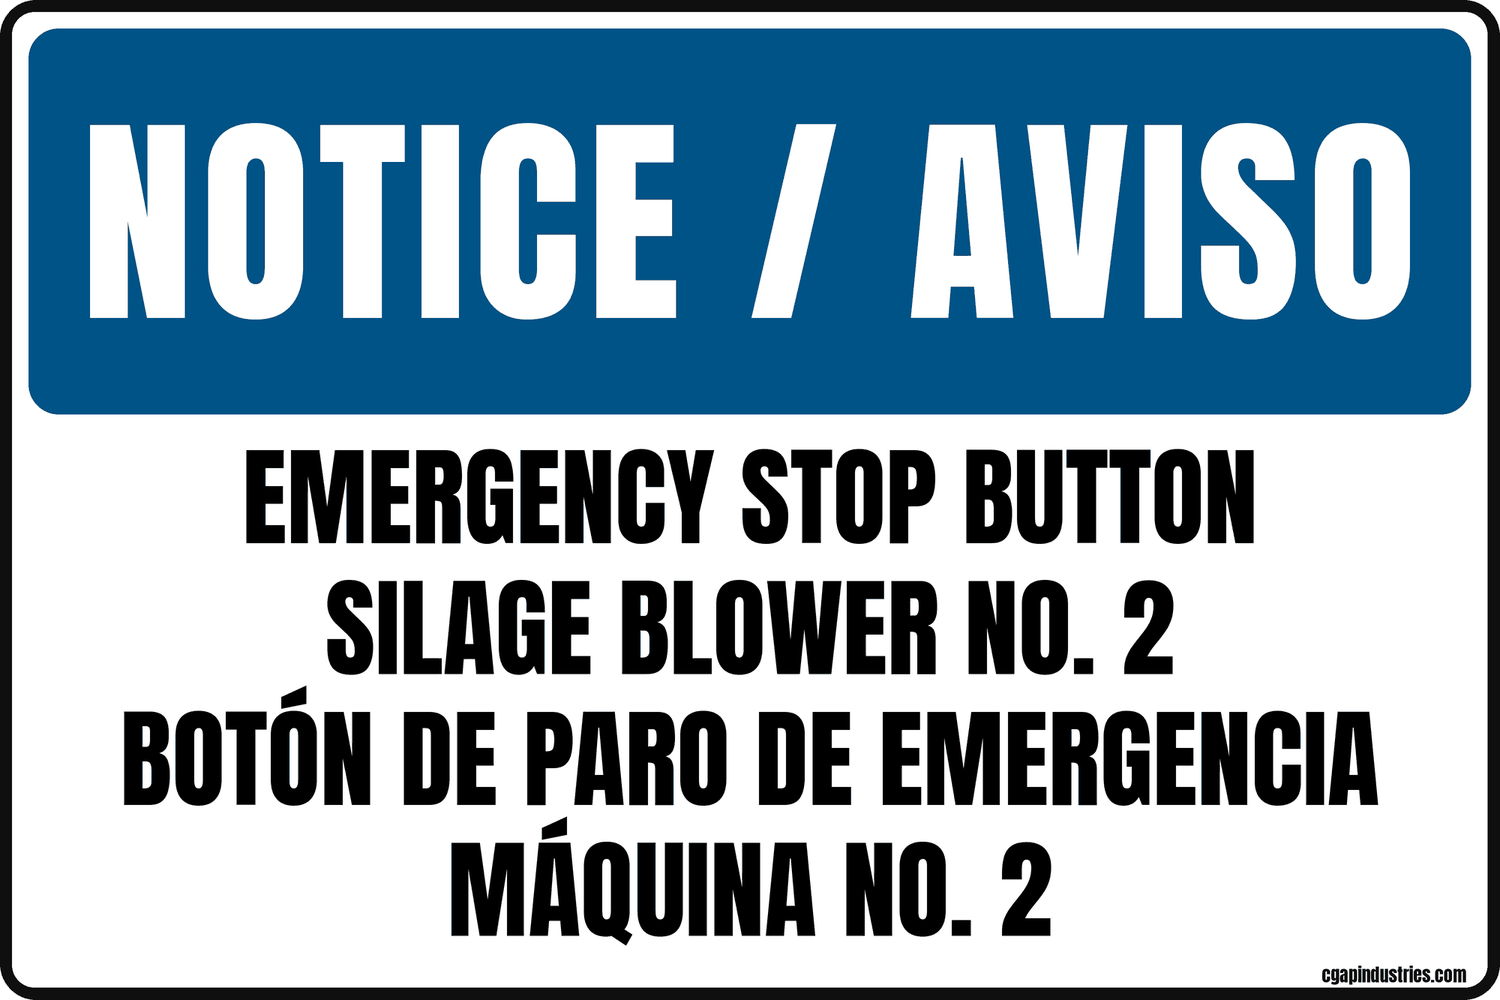 NOTICE / AVISO
EMERGENCY STOP BUTTON
SILAGE BLOWER NO. 2
BOTÓN DE PARO DE EMERGENCIA
MÁQUINA NO. 2
cgapindustries.com